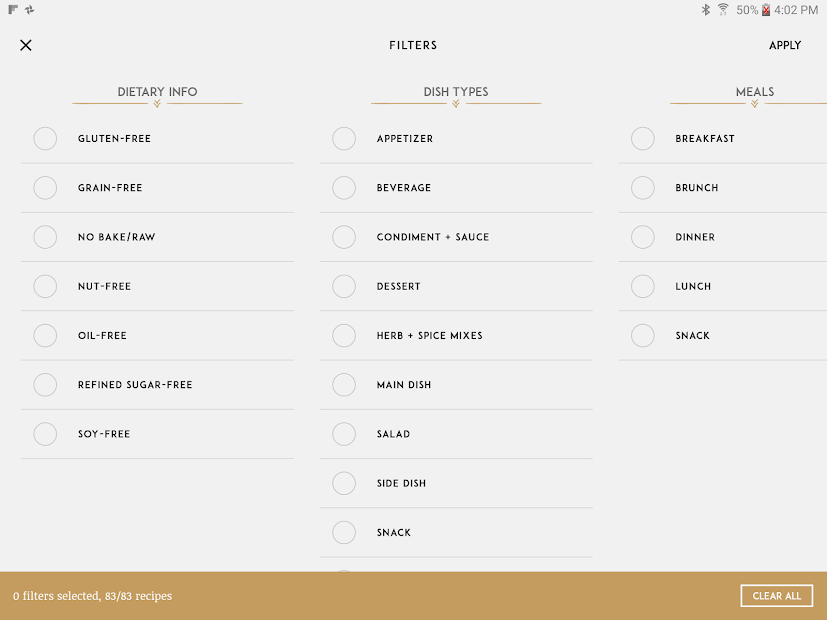 50% 4:02 PM
FILTERS
APPLY
DIETARY INFO
GLUTEN-FREE
GRAIN-FREE
NO BAKE/RAW
NUT-FREE
OIL-FREE
REFINED SUGAR-FREE
SOY-FREE
DISH TYPES
APPETIZER
BEVERAGE
CONDIMENT + SAUCE
DESSERT
HERB + SPICE MIXES
MAIN DISH
SALAD
SIDE DISH
SNACK
MEALS
BREAKFAST
BRUNCH
DINNER
LUNCH
SNACK
0 filters selected, 83/83 recipes
CLEAR ALL